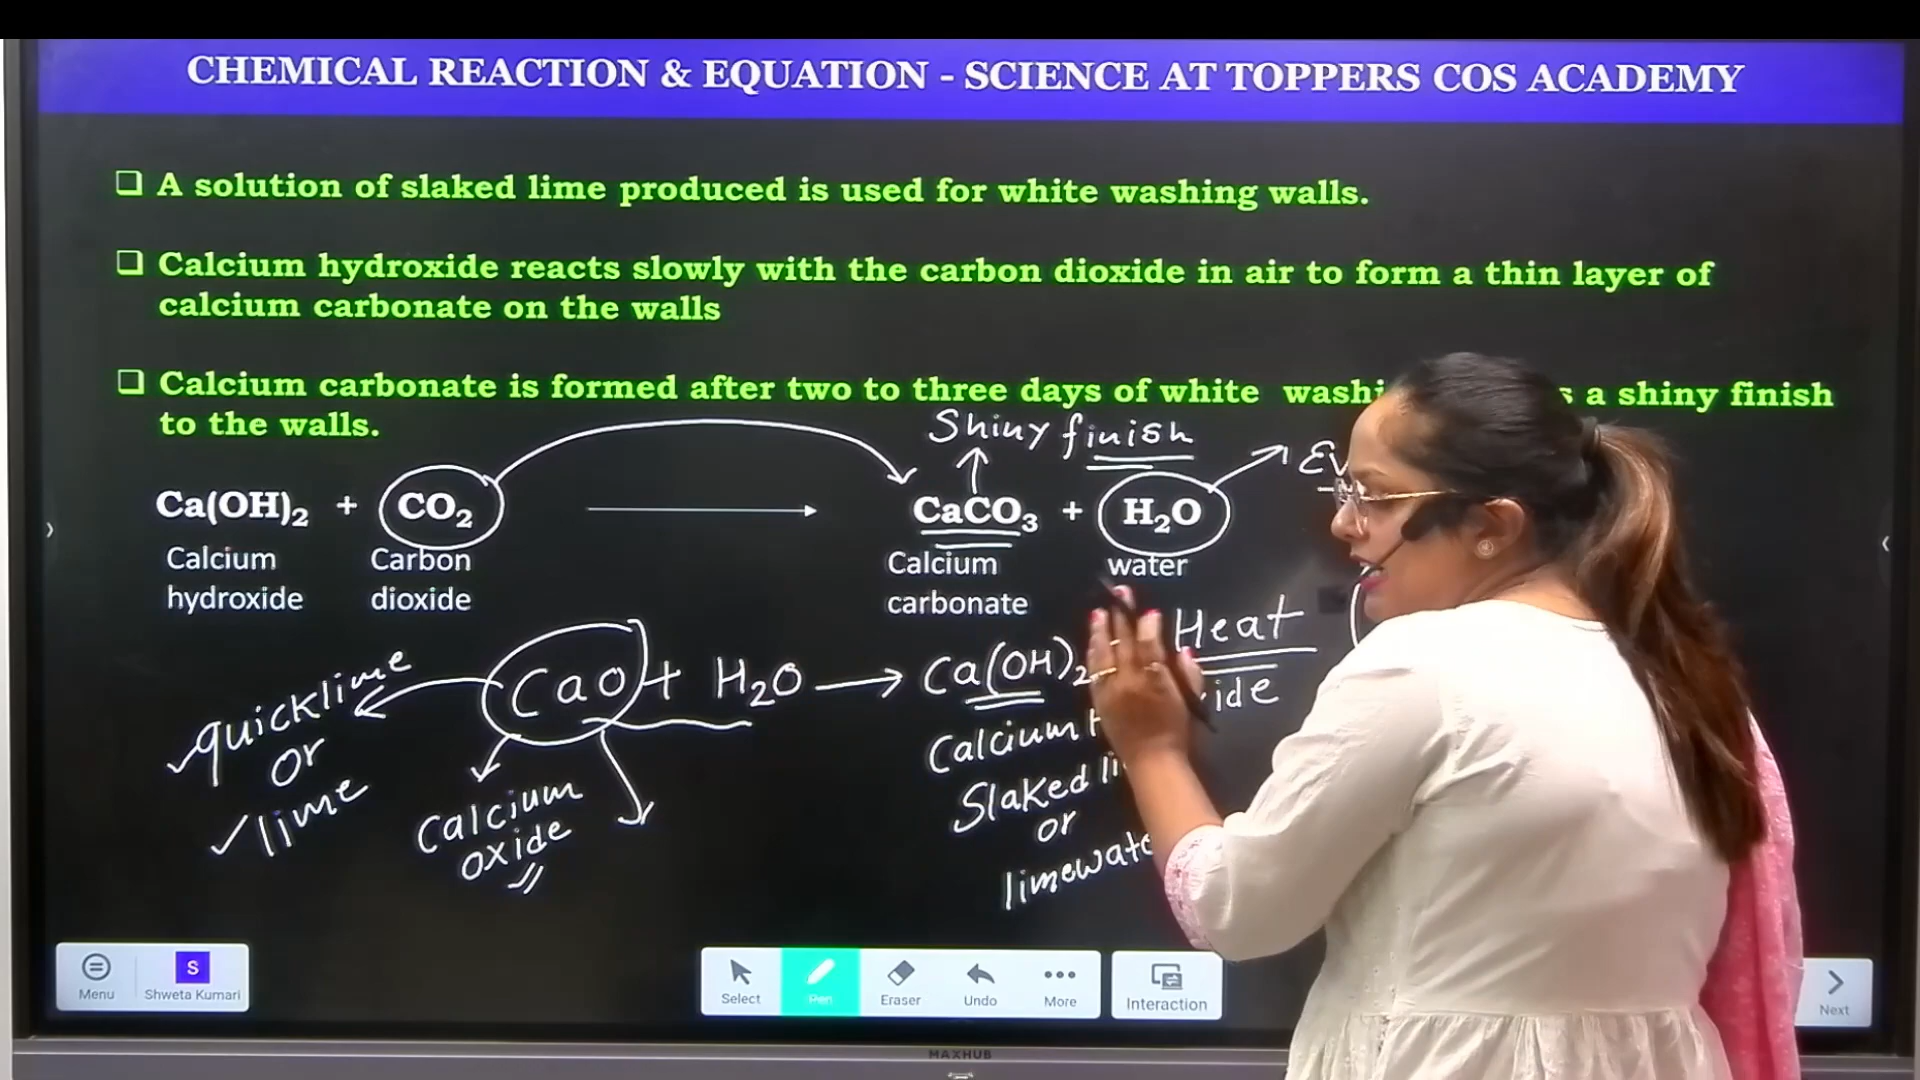 CHEMICAL REACTION & EQUATION - SCIENCE AT TOPPERS COS ACADEMY
❑ A solution of slaked lime produced is used for white washing walls.
❑ Calcium hydroxide reacts slowly with the carbon dioxide in air to form a thin layer of
calcium carbonate on the walls
❑ Calcium carbonate is formed after two to three days of white a shiny finish
to the walls.
Shiny finish
Ca(OH)₂ + CO₂ → CaCO₃ + H₂O
Calcium Carbon Calcium water
hydroxide dioxide carbonate
CaO + H₂O → Ca(OH)₂ Heat
quicklime
or
lime
Calcium
oxide
Calcium
Slaked
or
Menu
S
Shweta Kumari
Select
Pen
Eraser
Undo
More
Interaction
Next
MAXHUB